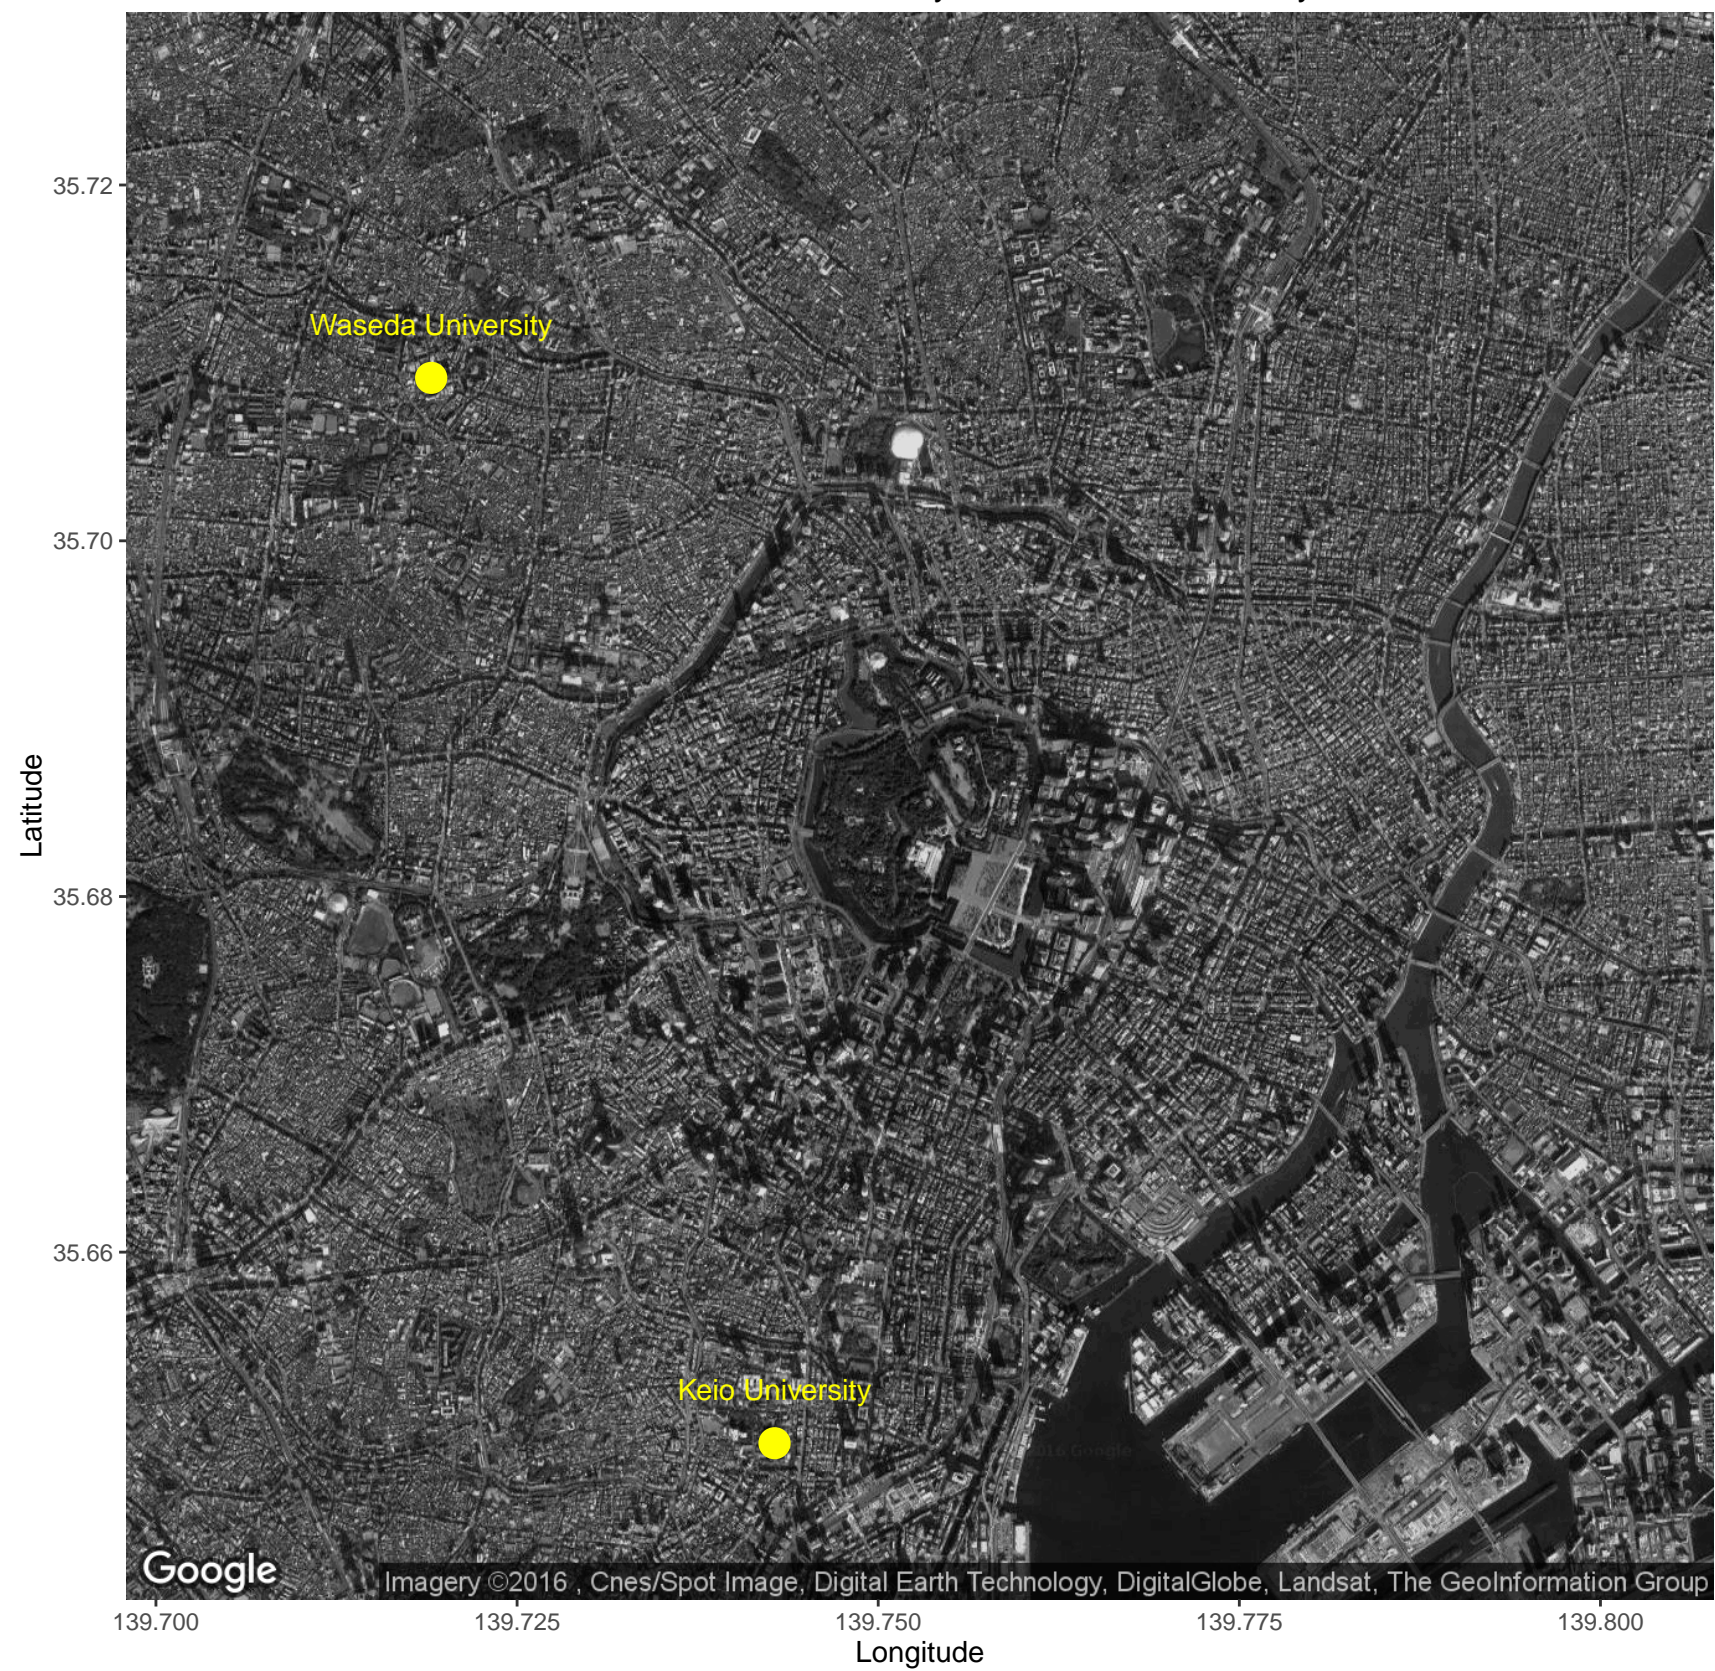 35.72
Waseda University
35.70
Latitude
35.68
35.66
Keio University
Google
Imagery ©2016 , Cnes/Spot Image, Digital Earth Technology, DigitalGlobe, Landsat, The GeoInformation Group
139.700 139.725 139.750 139.775 139.800
Longitude